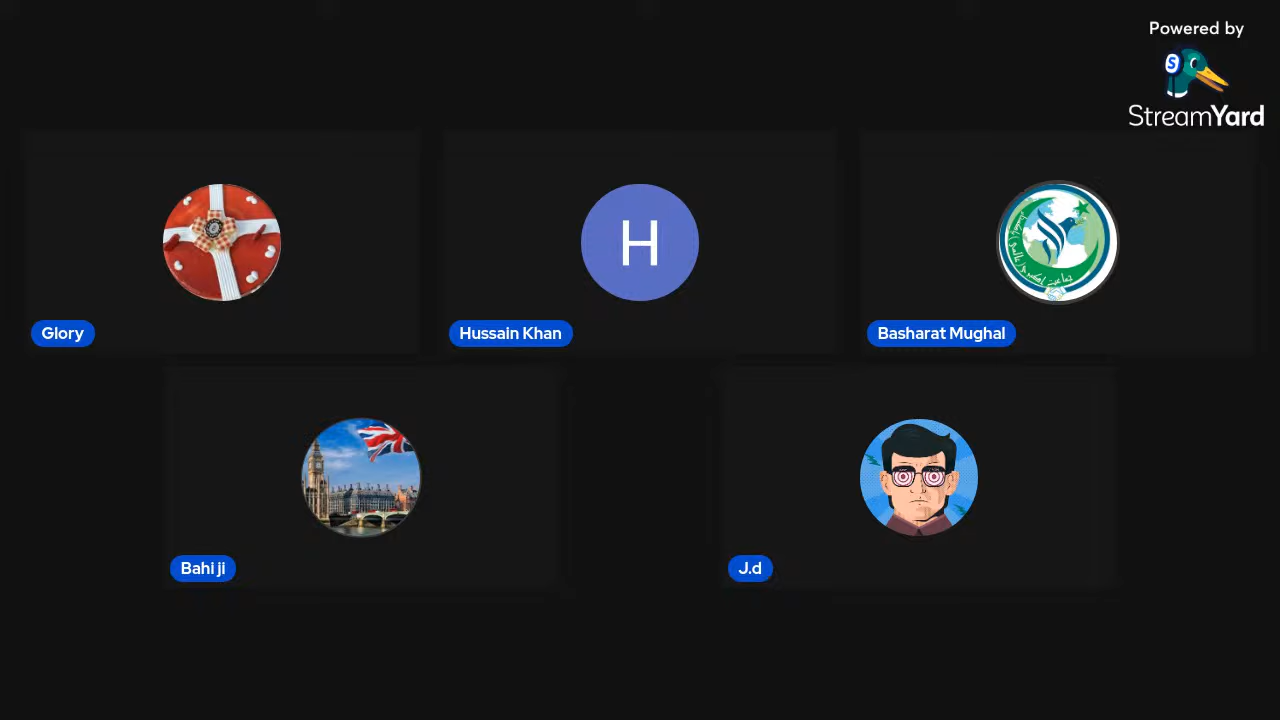 Powered by
StreamYard
H
Glory
Hussain Khan
Basharat Mughal
Bahi ji
J.d